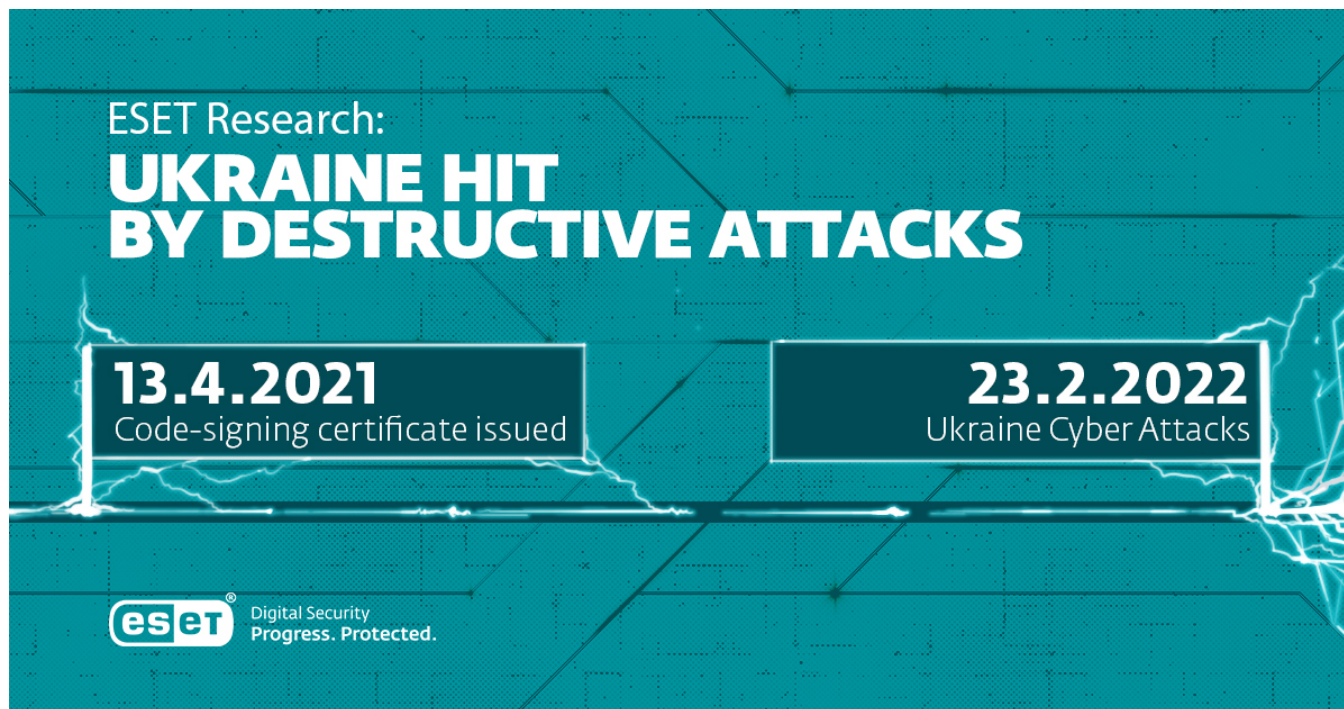 ESET Research:
UKRAINE HIT
BY DESTRUCTIVE ATTACKS
13.4.2021
Code-signing certificate issued
23.2.2022
Ukraine Cyber Attacks
eseT®
Digital Security
Progress. Protected.